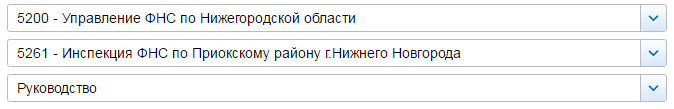 5200 - Управление ФНС по Нижегородской области
5261 - Инспекция ФНС по Приокскому району г.Нижнего Новгорода
Руководство